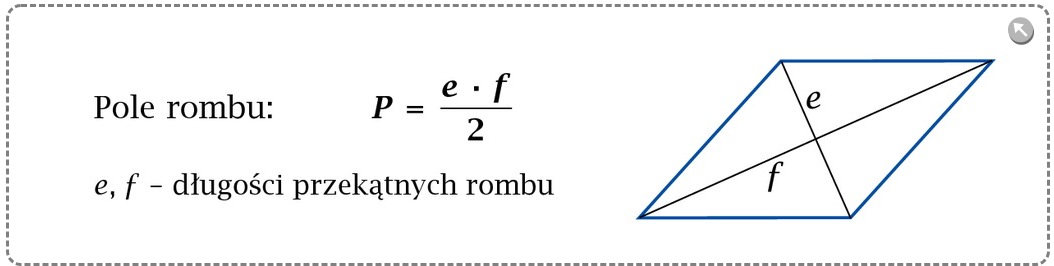 Pole rombu: P = e · f / 2
e, f – długości przekątnych rombu
e
f